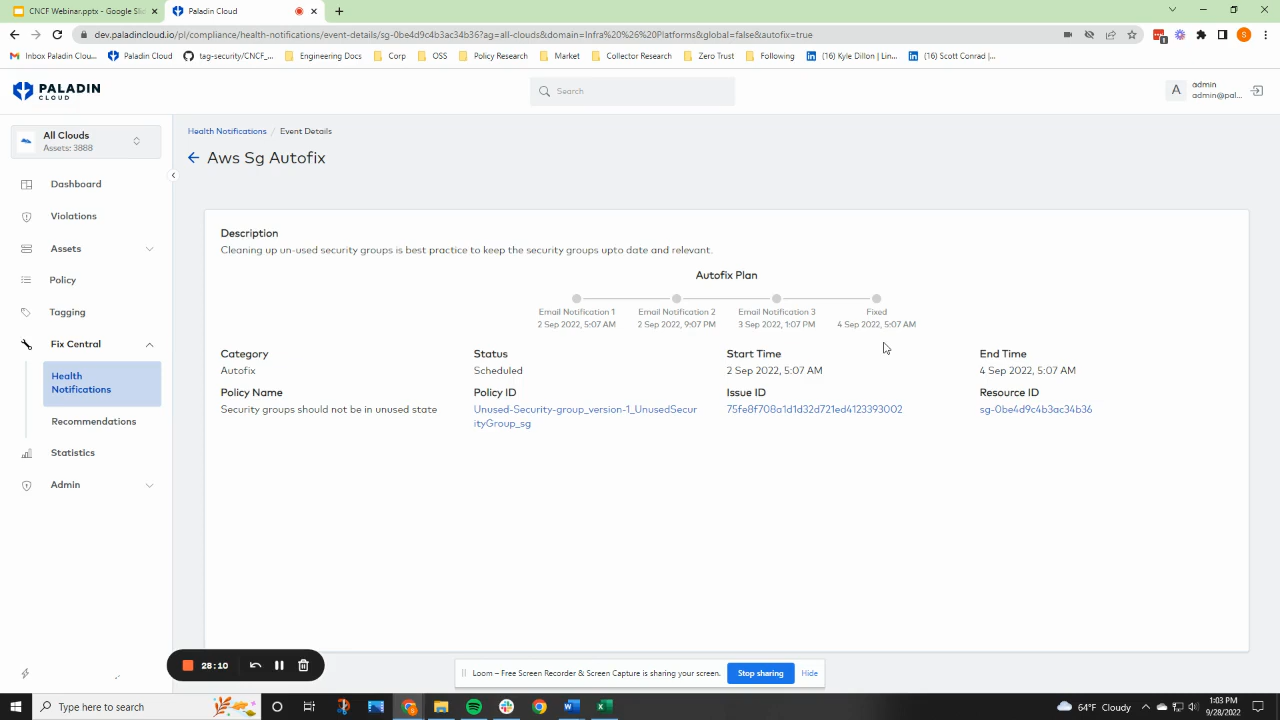 CNCF Webinar.pptx - Google Slid
Paladin Cloud
dev.paladincloud.io/pl/compliance/health-notifications/event-details/sg-0be4d9c4b3ac34b36?ag=all-clouds&domain=Infra%20%26%20Platforms&global=false&autofix=true
S
Inbox Paladin Clou...
Paladin Cloud
tag-security/CNCF_...
Engineering Docs
Corp
OSS
Policy Research
Market
Collector Research
Zero Trust
Following
(16) Kyle Dillon | Lin...
(16) Scott Conrad |...
PALADIN
CLOUD
Search
A
admin
admin@pal...
All Clouds
Assets: 3888
Health Notifications / Event Details
Aws Sg Autofix
Dashboard
Violations
Assets
Policy
Tagging
Fix Central
Health
Notifications
Recommendations
Statistics
Admin
Description
Cleaning up un-used security groups is best practice to keep the security groups upto date and relevant.
Autofix Plan
Email Notification 1
2 Sep 2022, 5:07 AM
Email Notification 2
2 Sep 2022, 9:07 PM
Email Notification 3
3 Sep 2022, 1:07 PM
Fixed
4 Sep 2022, 5:07 AM
Category
Autofix
Status
Scheduled
Start Time
2 Sep 2022, 5:07 AM
End Time
4 Sep 2022, 5:07 AM
Policy Name
Security groups should not be in unused state
Policy ID
Unused-Security-group_version-1_UnusedSecur
ityGroup_sg
Issue ID
75fe8f708a1d1d32d721ed4123393002
Resource ID
sg-0be4d9c4b3ac34b36
28:10
Loom – Free Screen Recorder & Screen Capture is sharing your screen.
Stop sharing
Hide
Type here to search
64°F Cloudy
1:03 PM
9/28/2022